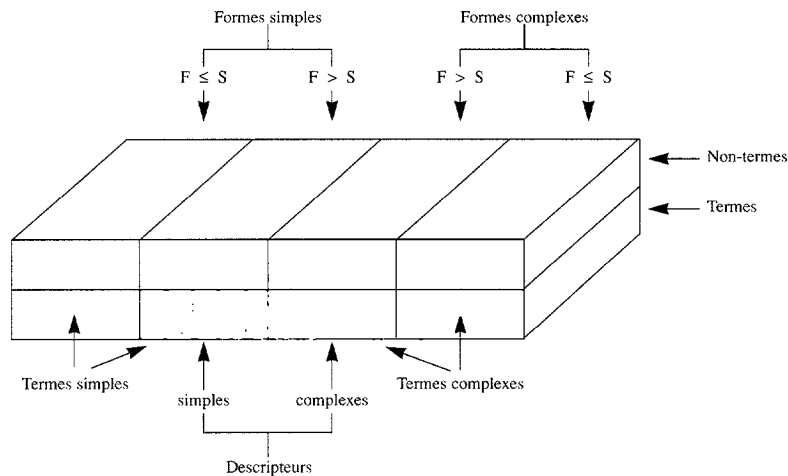 Formes simples Formes complexes
F ≤ S F > S F > S F ≤ S
Non-termes
Termes
Termes simples Termes complexes
simples complexes
Descripteurs